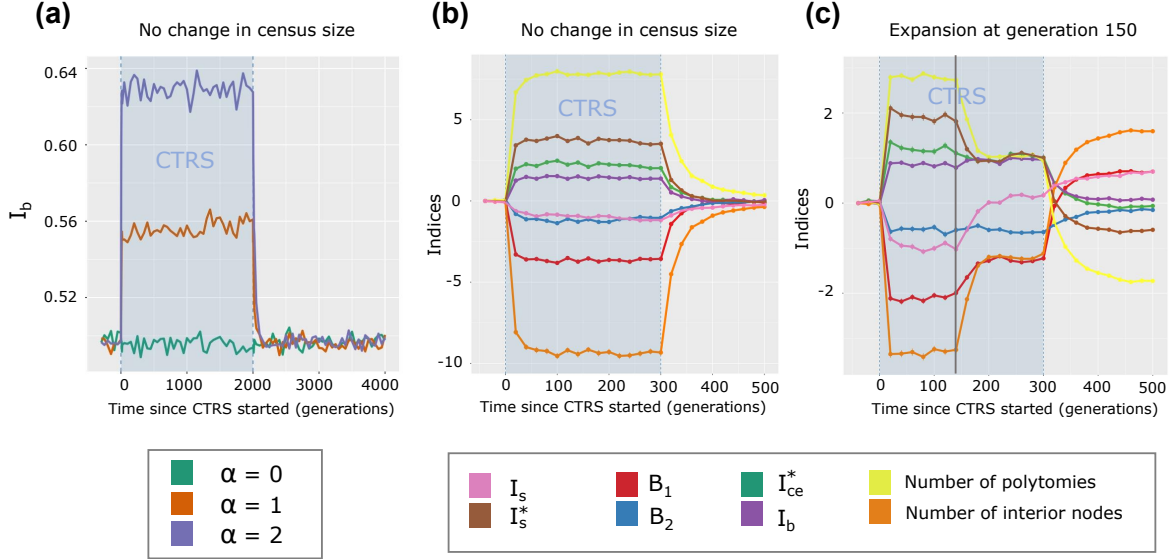 (a)
No change in census size
I_b
0.64
0.60
0.56
0.52
CTRS
0 1000 2000 3000 4000
Time since CTRS started (generations)
α = 0
α = 1
α = 2
(b)
No change in census size
Indices
5
0
-5
-10
CTRS
0 100 200 300 400 500
Time since CTRS started (generations)
(c)
Expansion at generation 150
Indices
2
0
-2
CTRS
0 100 200 300 400 500
Time since CTRS started (generations)
I_s B_1 I*_ce Number of polytomies
I*_s B_2 I_b Number of interior nodes